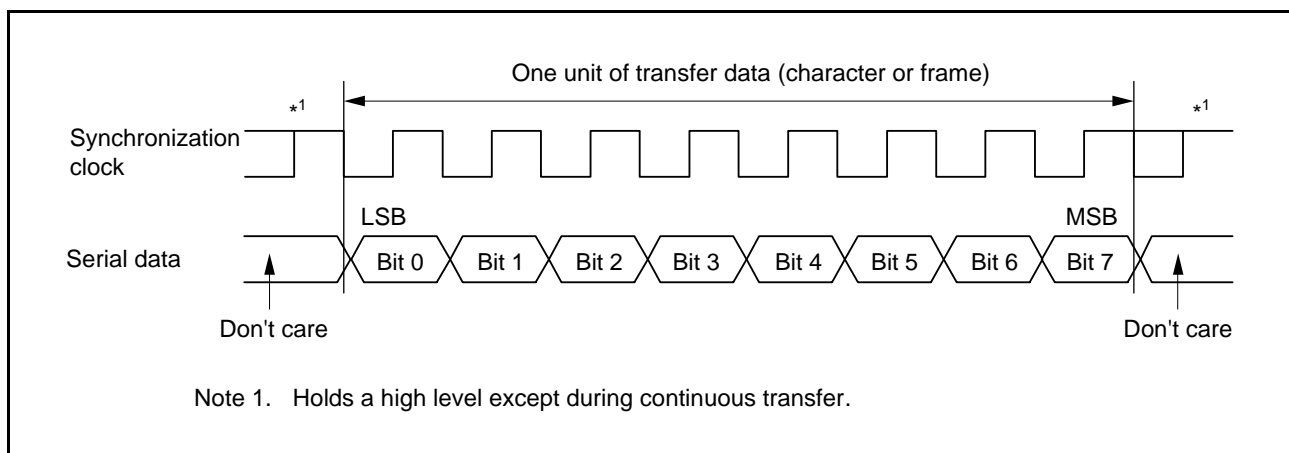 One unit of transfer data (character or frame)
*1 *1
Synchronization
clock
LSB MSB
Serial data Bit 0 Bit 1 Bit 2 Bit 3 Bit 4 Bit 5 Bit 6 Bit 7
Don't care Don't care
Note 1. Holds a high level except during continuous transfer.